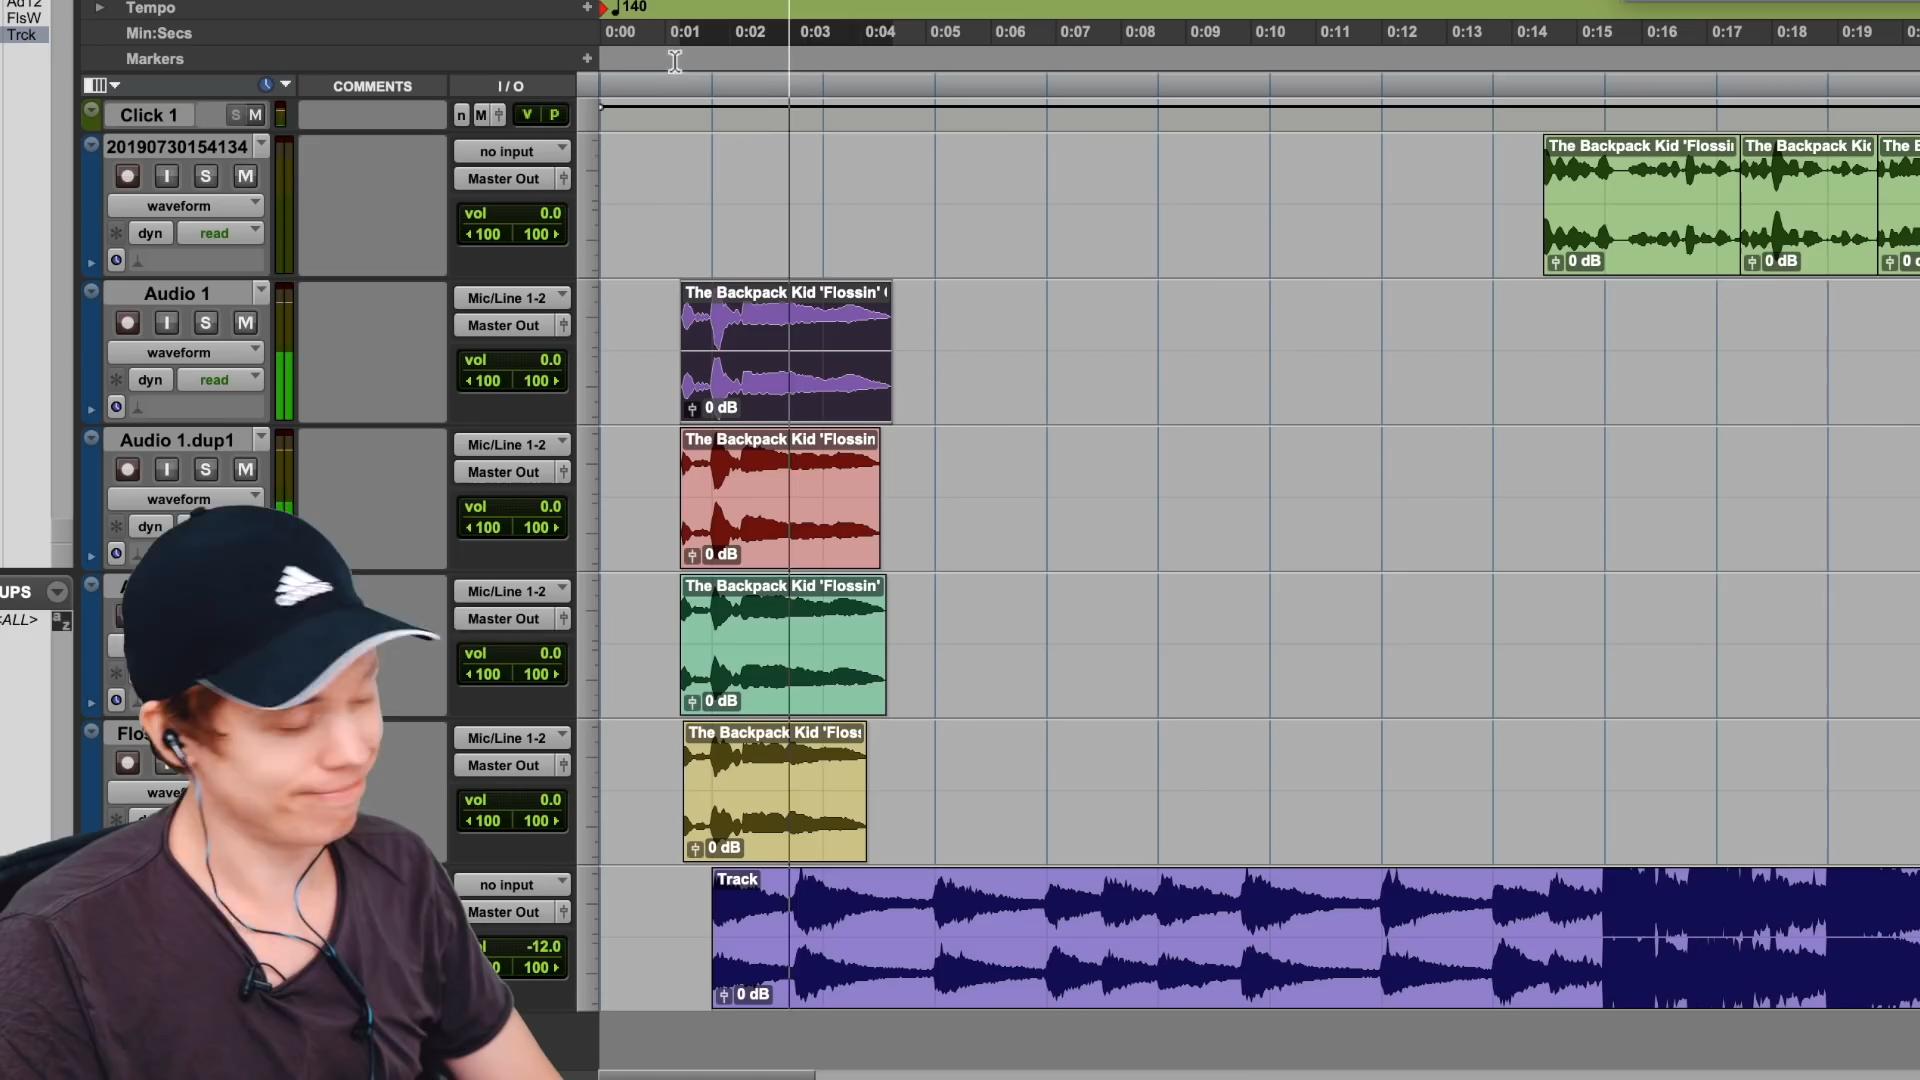 Ad12
FlsW
Trck
Tempo
140
Min:Secs
0:00 0:01 0:02 0:03 0:04 0:05 0:06 0:07 0:08 0:09 0:10 0:11 0:12 0:13 0:14 0:15 0:16 0:17 0:18 0:19
Markers
COMMENTS
I / O
Click 1
S M
n M
V P
20190730154134
I S M
waveform
dyn read
no input
Master Out
vol 0.0
100 100
The Backpack Kid 'Flossi
0 dB
The Backpack Kid
0 dB
The B
Audio 1
I S M
waveform
dyn read
Mic/Line 1-2
Master Out
vol 0.0
100 100
The Backpack Kid 'Flossin'
0 dB
Audio 1.dup1
I S M
waveform
dyn
Mic/Line 1-2
Master Out
vol 0.0
100 100
The Backpack Kid 'Flossin
0 dB
UPS
<ALL>
a
z
Mic/Line 1-2
Master Out
vol 0.0
100 100
The Backpack Kid 'Flossin'
0 dB
Flos
wave
Mic/Line 1-2
Master Out
vol 0.0
100 100
The Backpack Kid 'Floss
0 dB
no input
Master Out
-12.0
100
Track
0 dB